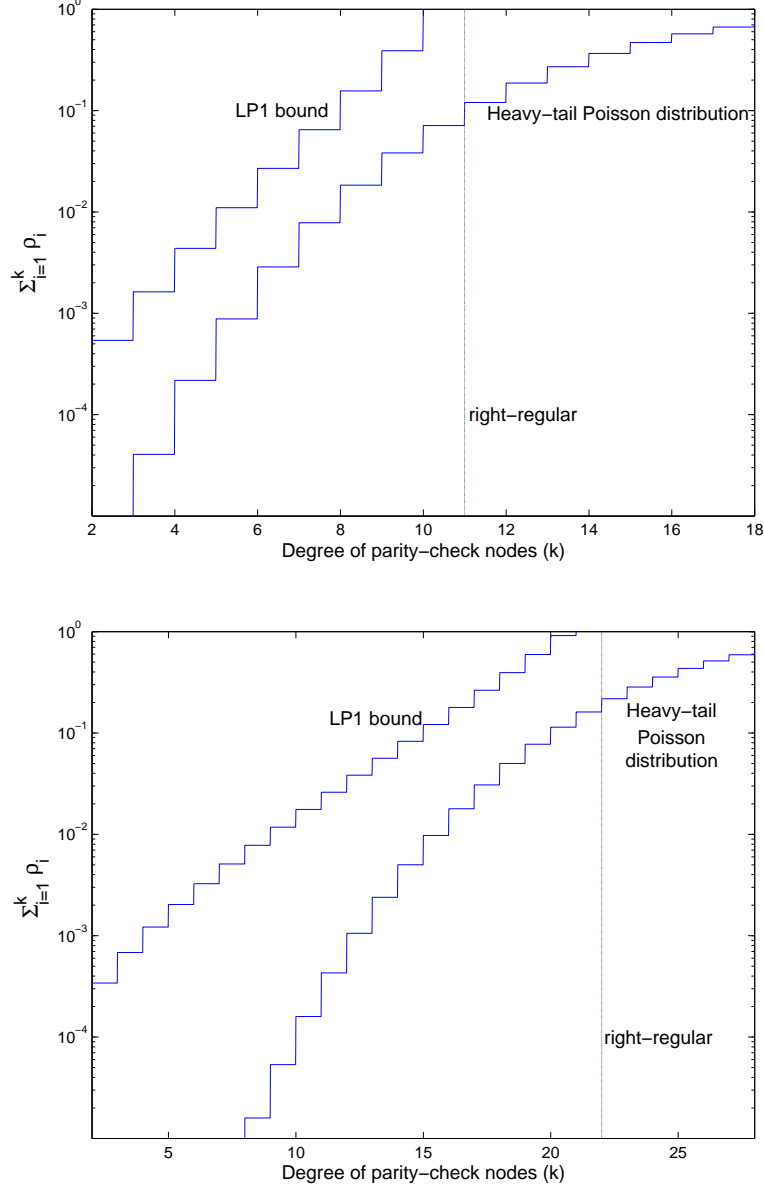 10^0
LP1 bound
10^-1
Heavy-tail Poisson distribution
10^-2
Σ_{i=1}^k ρ_i
10^-3
10^-4
right-regular
2 4 6 8 10 12 14 16 18
Degree of parity-check nodes (k)
10^0
Heavy-tail
LP1 bound
10^-1
Poisson
distribution
10^-2
Σ_{i=1}^k ρ_i
10^-3
10^-4
right-regular
5 10 15 20 25
Degree of parity-check nodes (k)